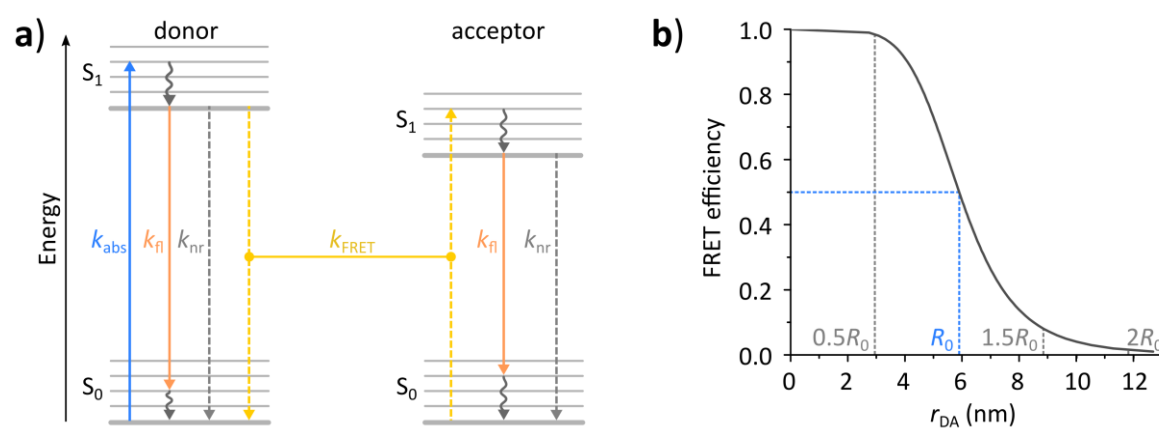 a)
donor
acceptor
Energy
S1
S1
kabs
kfl
knr
kFRET
kfl
knr
S0
S0
b)
FRET efficiency
1.0
0.8
0.6
0.4
0.2
0.0
0.5R0
R0
1.5R0
2R0
0 2 4 6 8 10 12
rDA (nm)